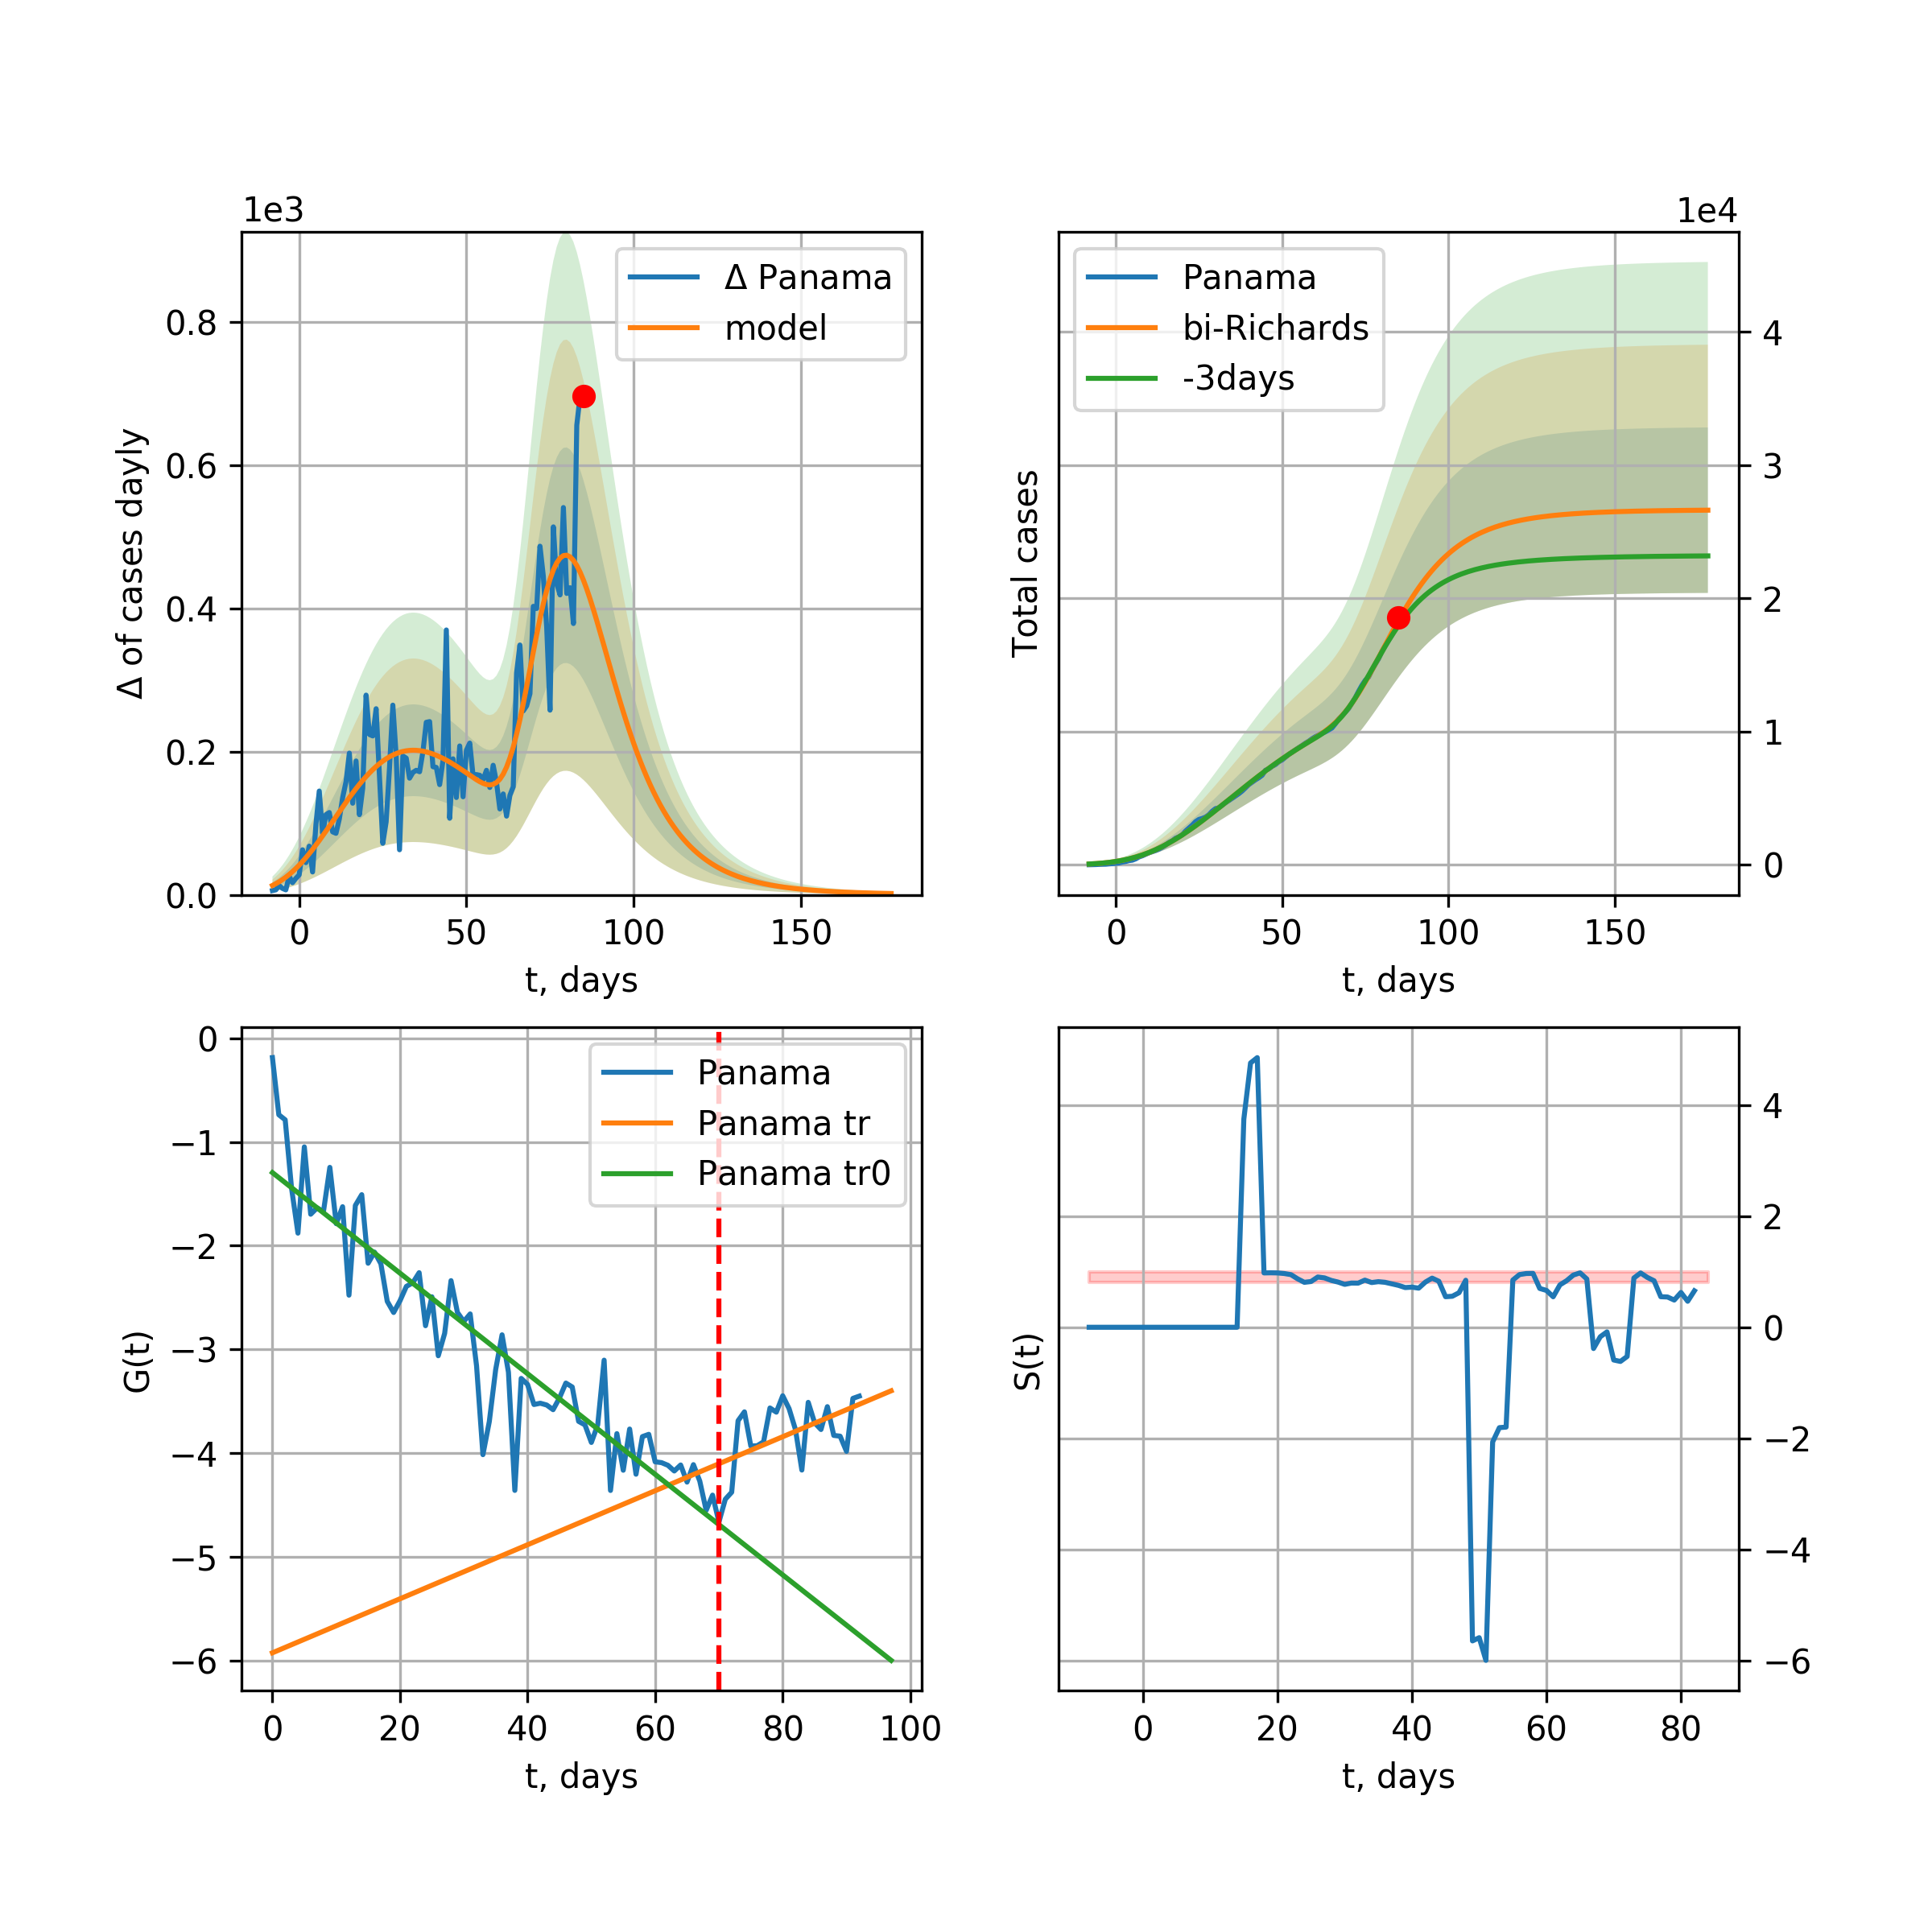 1e3
Δ of cases dayly
0.8
0.6
0.4
0.2
0.0
Δ Panama
model
0 50 100 150
t, days
1e4
Total cases
Panama
bi-Richards
-3days
4
3
2
1
0
0 50 100 150
t, days
G(t)
0
−1
−2
−3
−4
−5
−6
Panama
Panama tr
Panama tr0
0 20 40 60 80 100
t, days
S(t)
4
2
0
−2
−4
−6
0 20 40 60 80
t, days